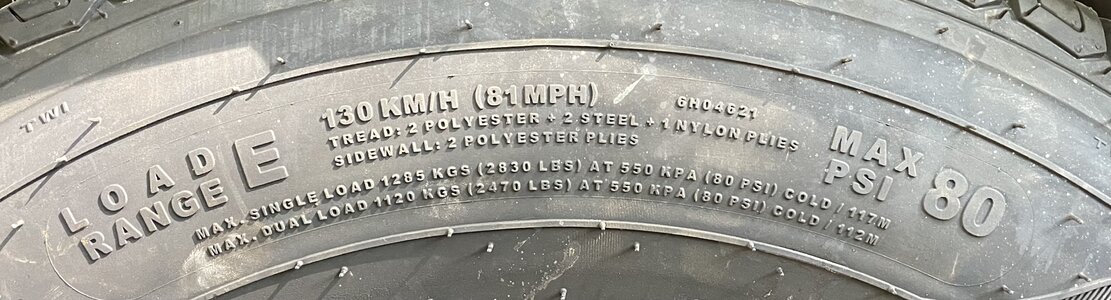 TWI
LOAD
RANGE E
130 KM/H (81MPH)
6H04621
TREAD: 2 POLYESTER + 2 STEEL + 1 NYLON PLIES
SIDEWALL: 2 POLYESTER PLIES
MAX. SINGLE LOAD 1285 KGS (2830 LBS) AT 550 KPA (80 PSI) COLD / 117M
MAX. DUAL LOAD 1120 KGS (2470 LBS) AT 550 KPA (80 PSI) COLD / 112M
MAX
PSI 80
T